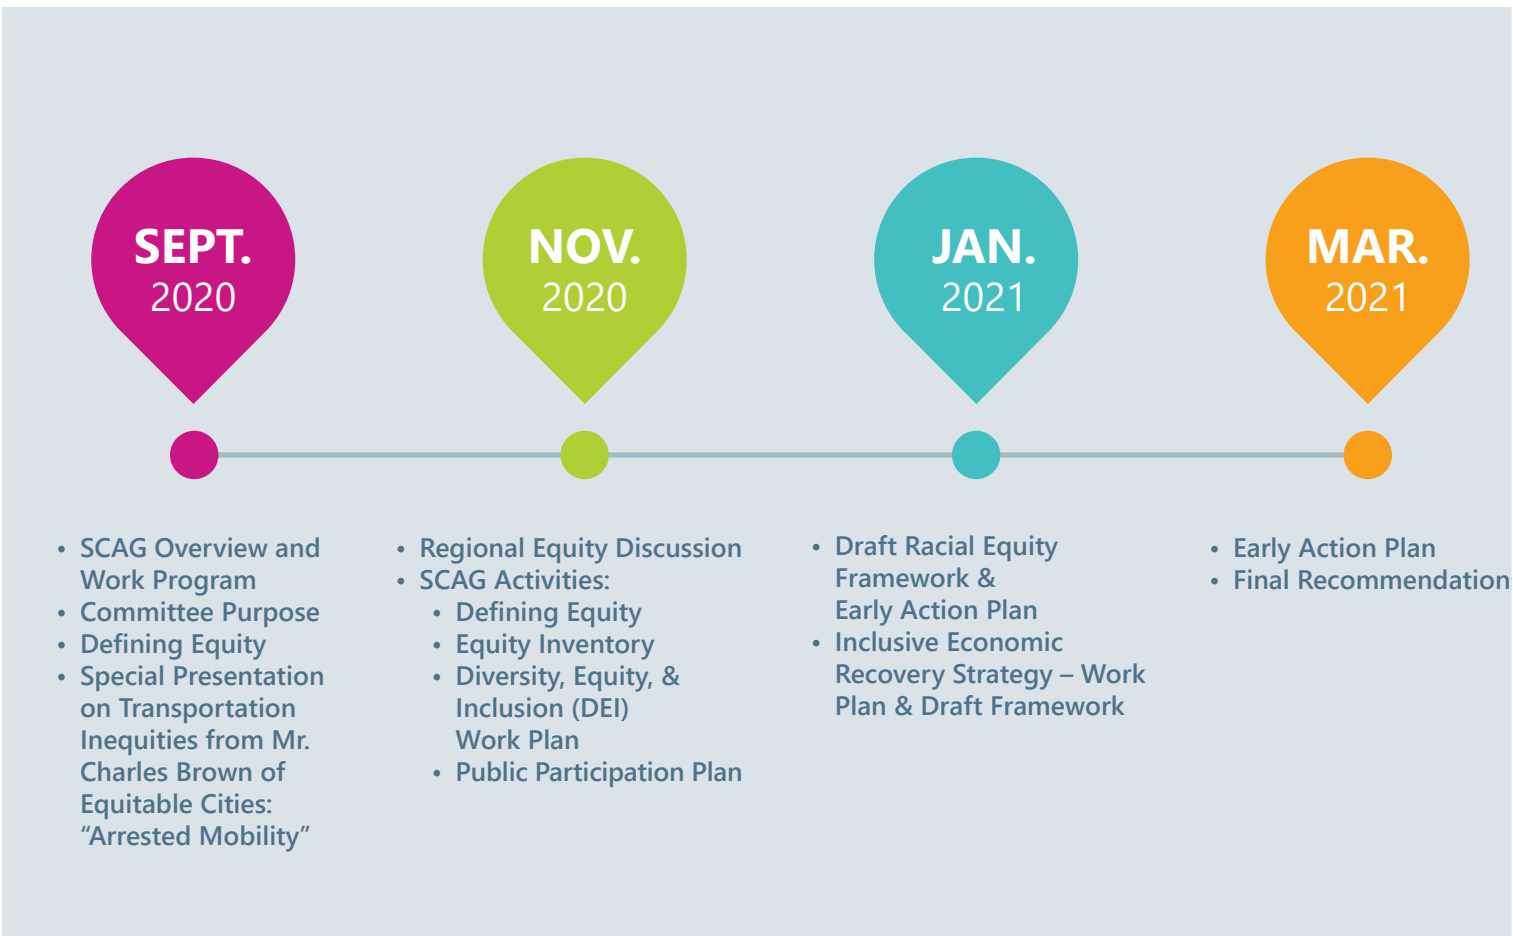 SEPT.
2020
NOV.
2020
JAN.
2021
MAR.
2021
• SCAG Overview and
Work Program
• Committee Purpose
• Defining Equity
• Special Presentation
on Transportation
Inequities from Mr.
Charles Brown of
Equitable Cities:
“Arrested Mobility”
• Regional Equity Discussion
• SCAG Activities:
• Defining Equity
• Equity Inventory
• Diversity, Equity, &
Inclusion (DEI)
Work Plan
• Public Participation Plan
• Draft Racial Equity
Framework &
Early Action Plan
• Inclusive Economic
Recovery Strategy – Work
Plan & Draft Framework
• Early Action Plan
• Final Recommendation